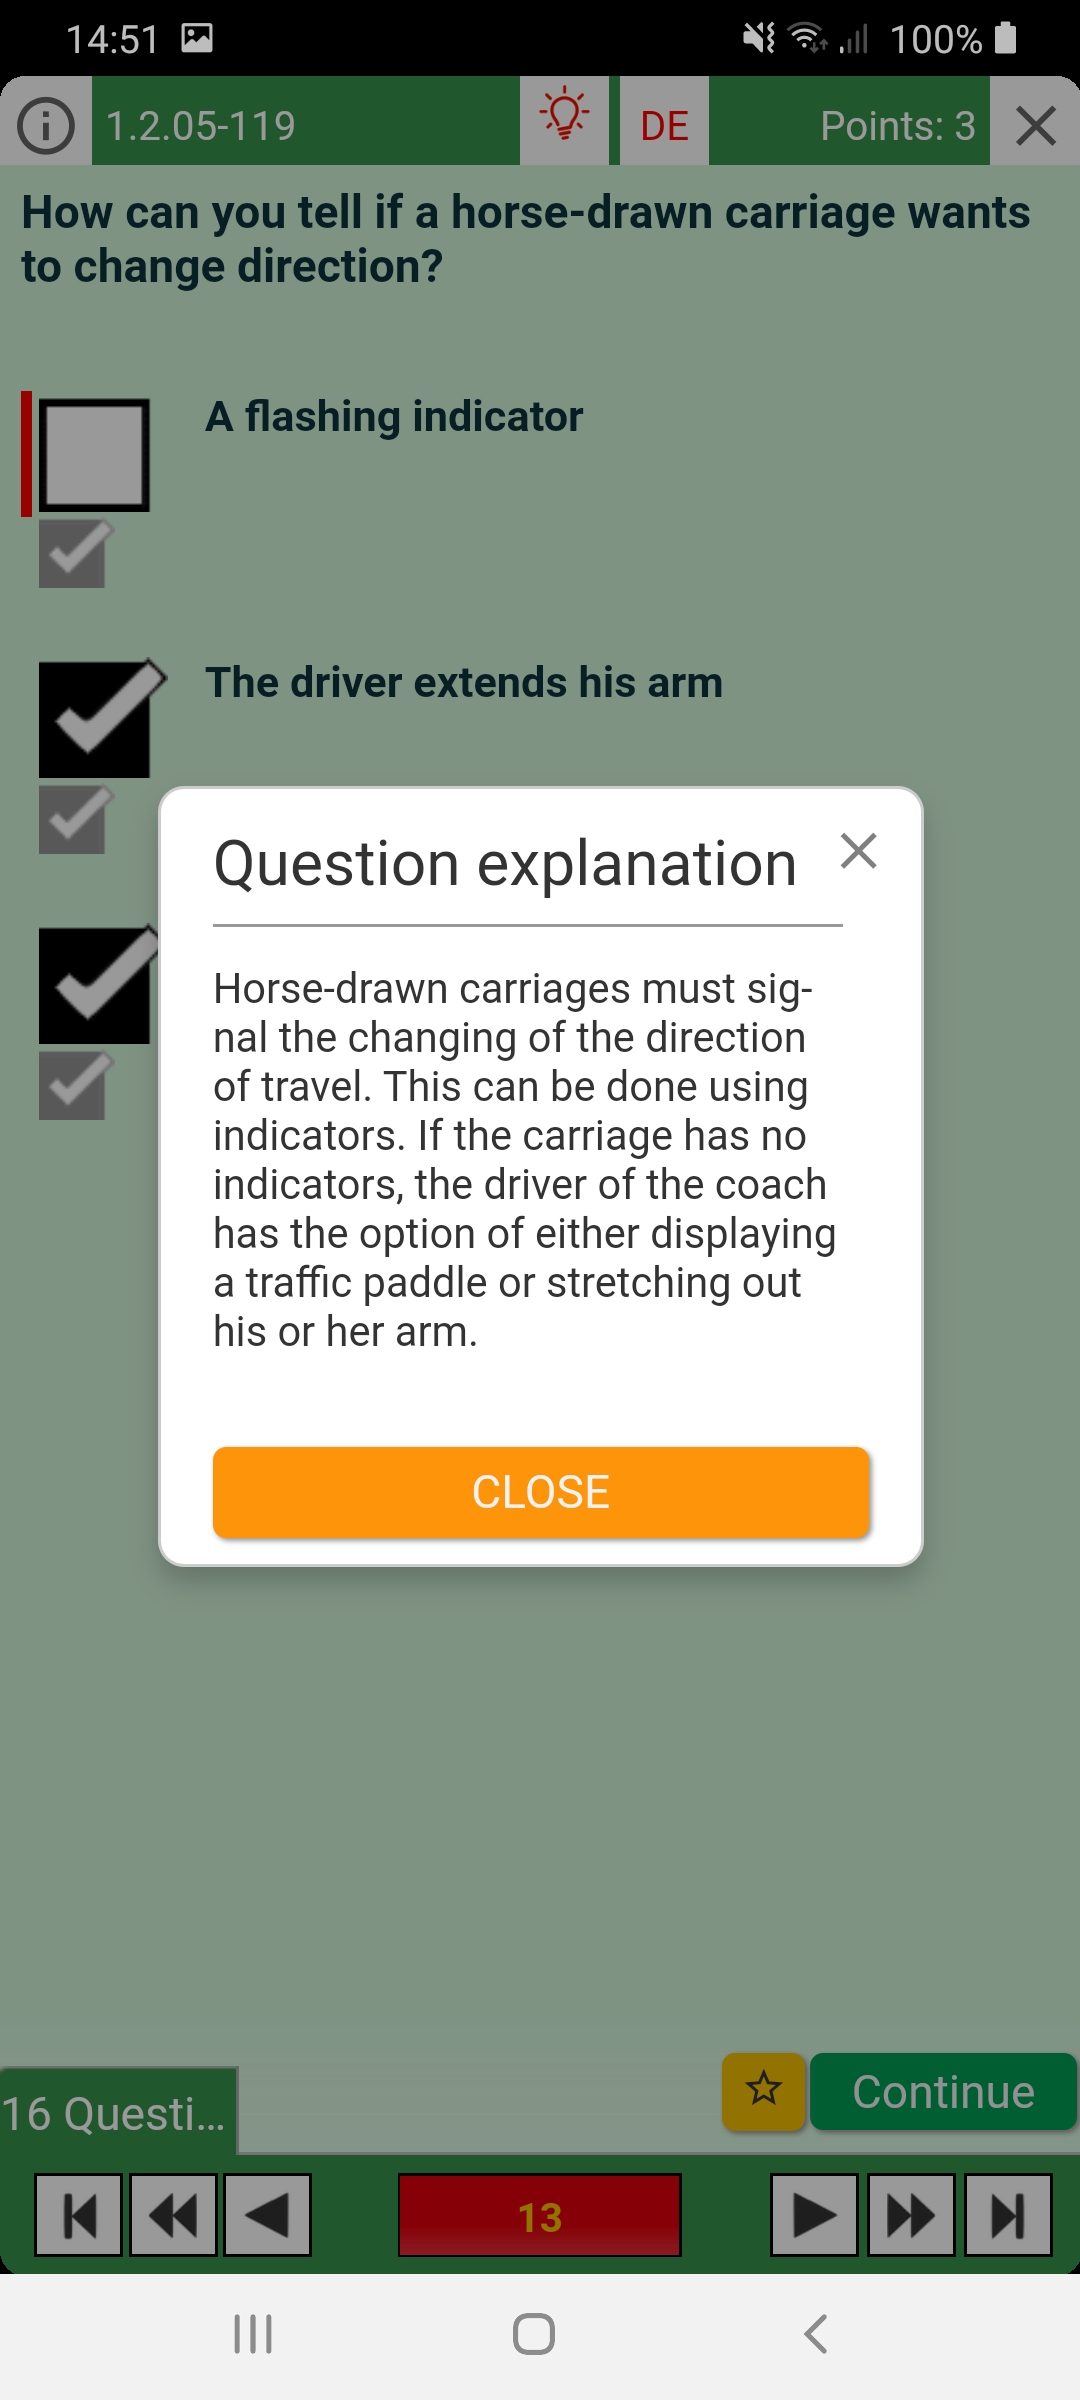 14:51 100%
1.2.05-119 DE Points: 3
How can you tell if a horse-drawn carriage wants
to change direction?
A flashing indicator
The driver extends his arm
Question explanation
Horse-drawn carriages must sig-
nal the changing of the direction
of travel. This can be done using
indicators. If the carriage has no
indicators, the driver of the coach
has the option of either displaying
a traffic paddle or stretching out
his or her arm.
CLOSE
16 Questi...
Continue
13